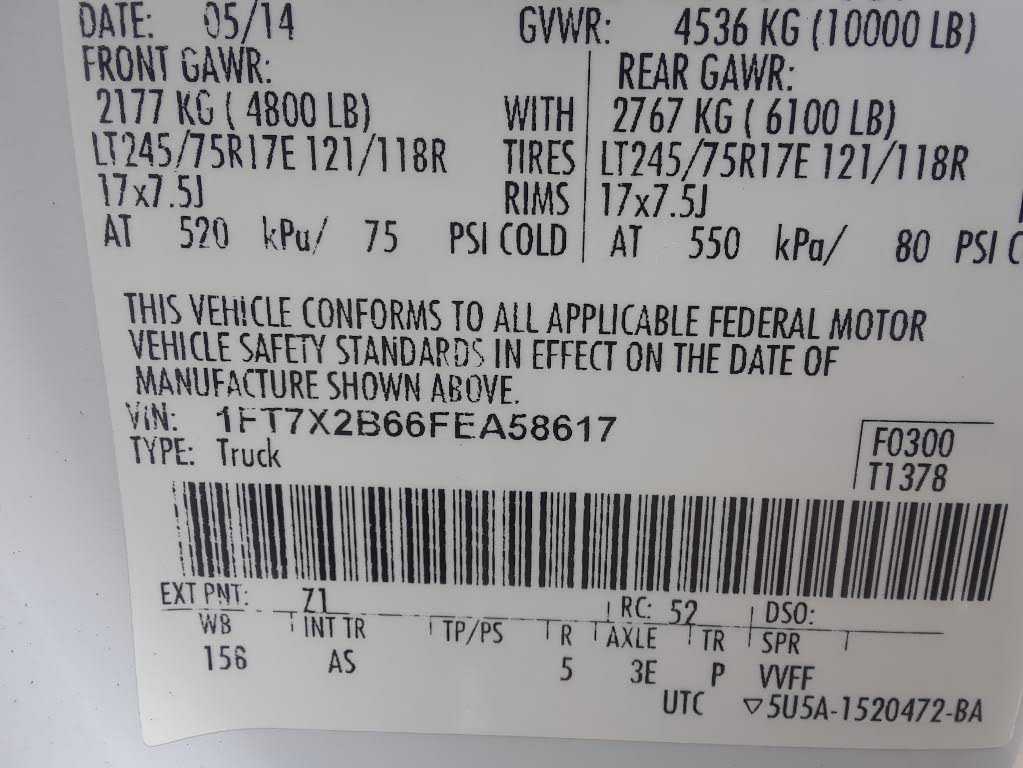 DATE: 05/14 GVWR: 4536 KG (10000 LB)
FRONT GAWR: REAR GAWR:
2177 KG ( 4800 LB) WITH 2767 KG ( 6100 LB)
LT245/75R17E 121/118R TIRES LT245/75R17E 121/118R
17x7.5J RIMS 17x7.5J
AT 520 kPa/ 75 PSI COLD AT 550 kPa/ 80 PSI C
THIS VEHICLE CONFORMS TO ALL APPLICABLE FEDERAL MOTOR
VEHICLE SAFETY STANDARDS IN EFFECT ON THE DATE OF
MANUFACTURE SHOWN ABOVE.
VIN: 1FT7X2B66FEA58617
TYPE: Truck
F0300
T1378
EXT PNT: Z1 RC: 52 DSO:
WB INT TR TP/PS R AXLE TR SPR
156 AS 5 3E P VVFF
UTC ▽5U5A-1520472-BA